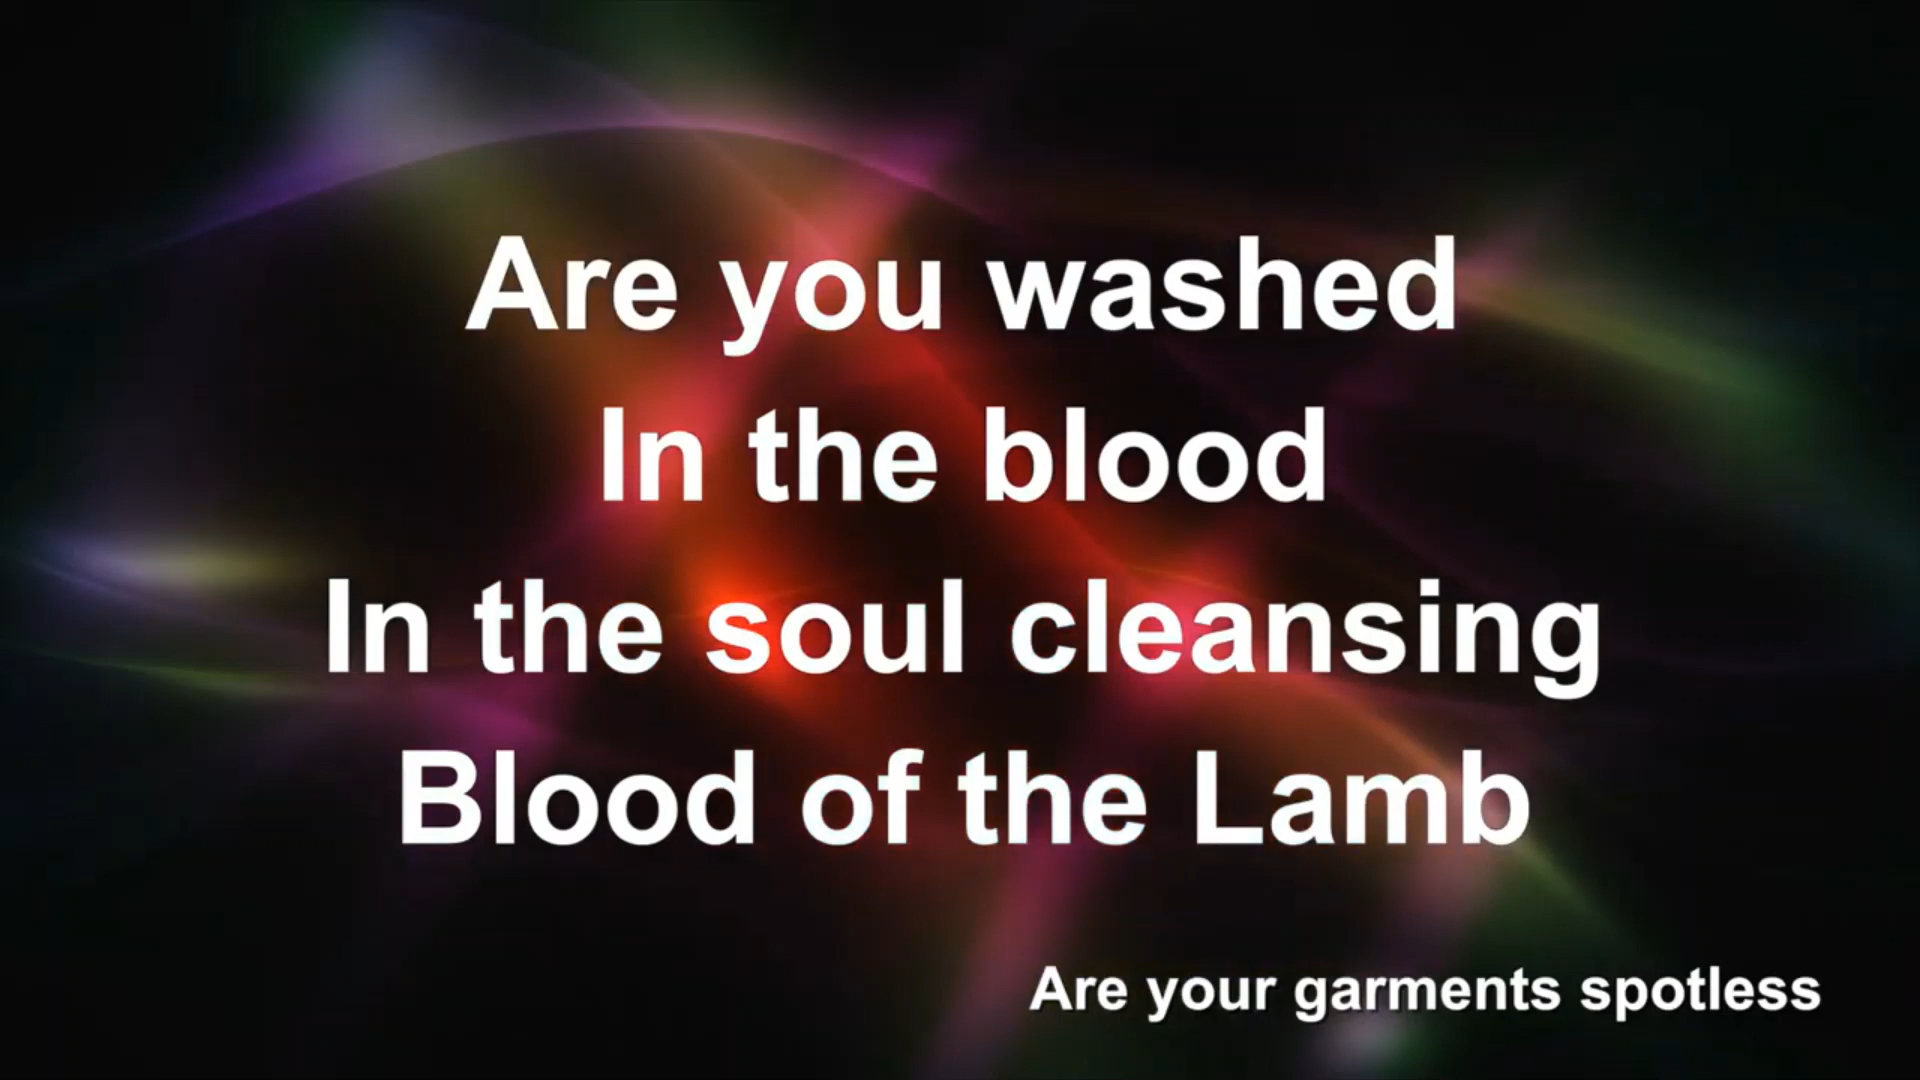 Are you washed
In the blood
In the soul cleansing
Blood of the Lamb
Are your garments spotless